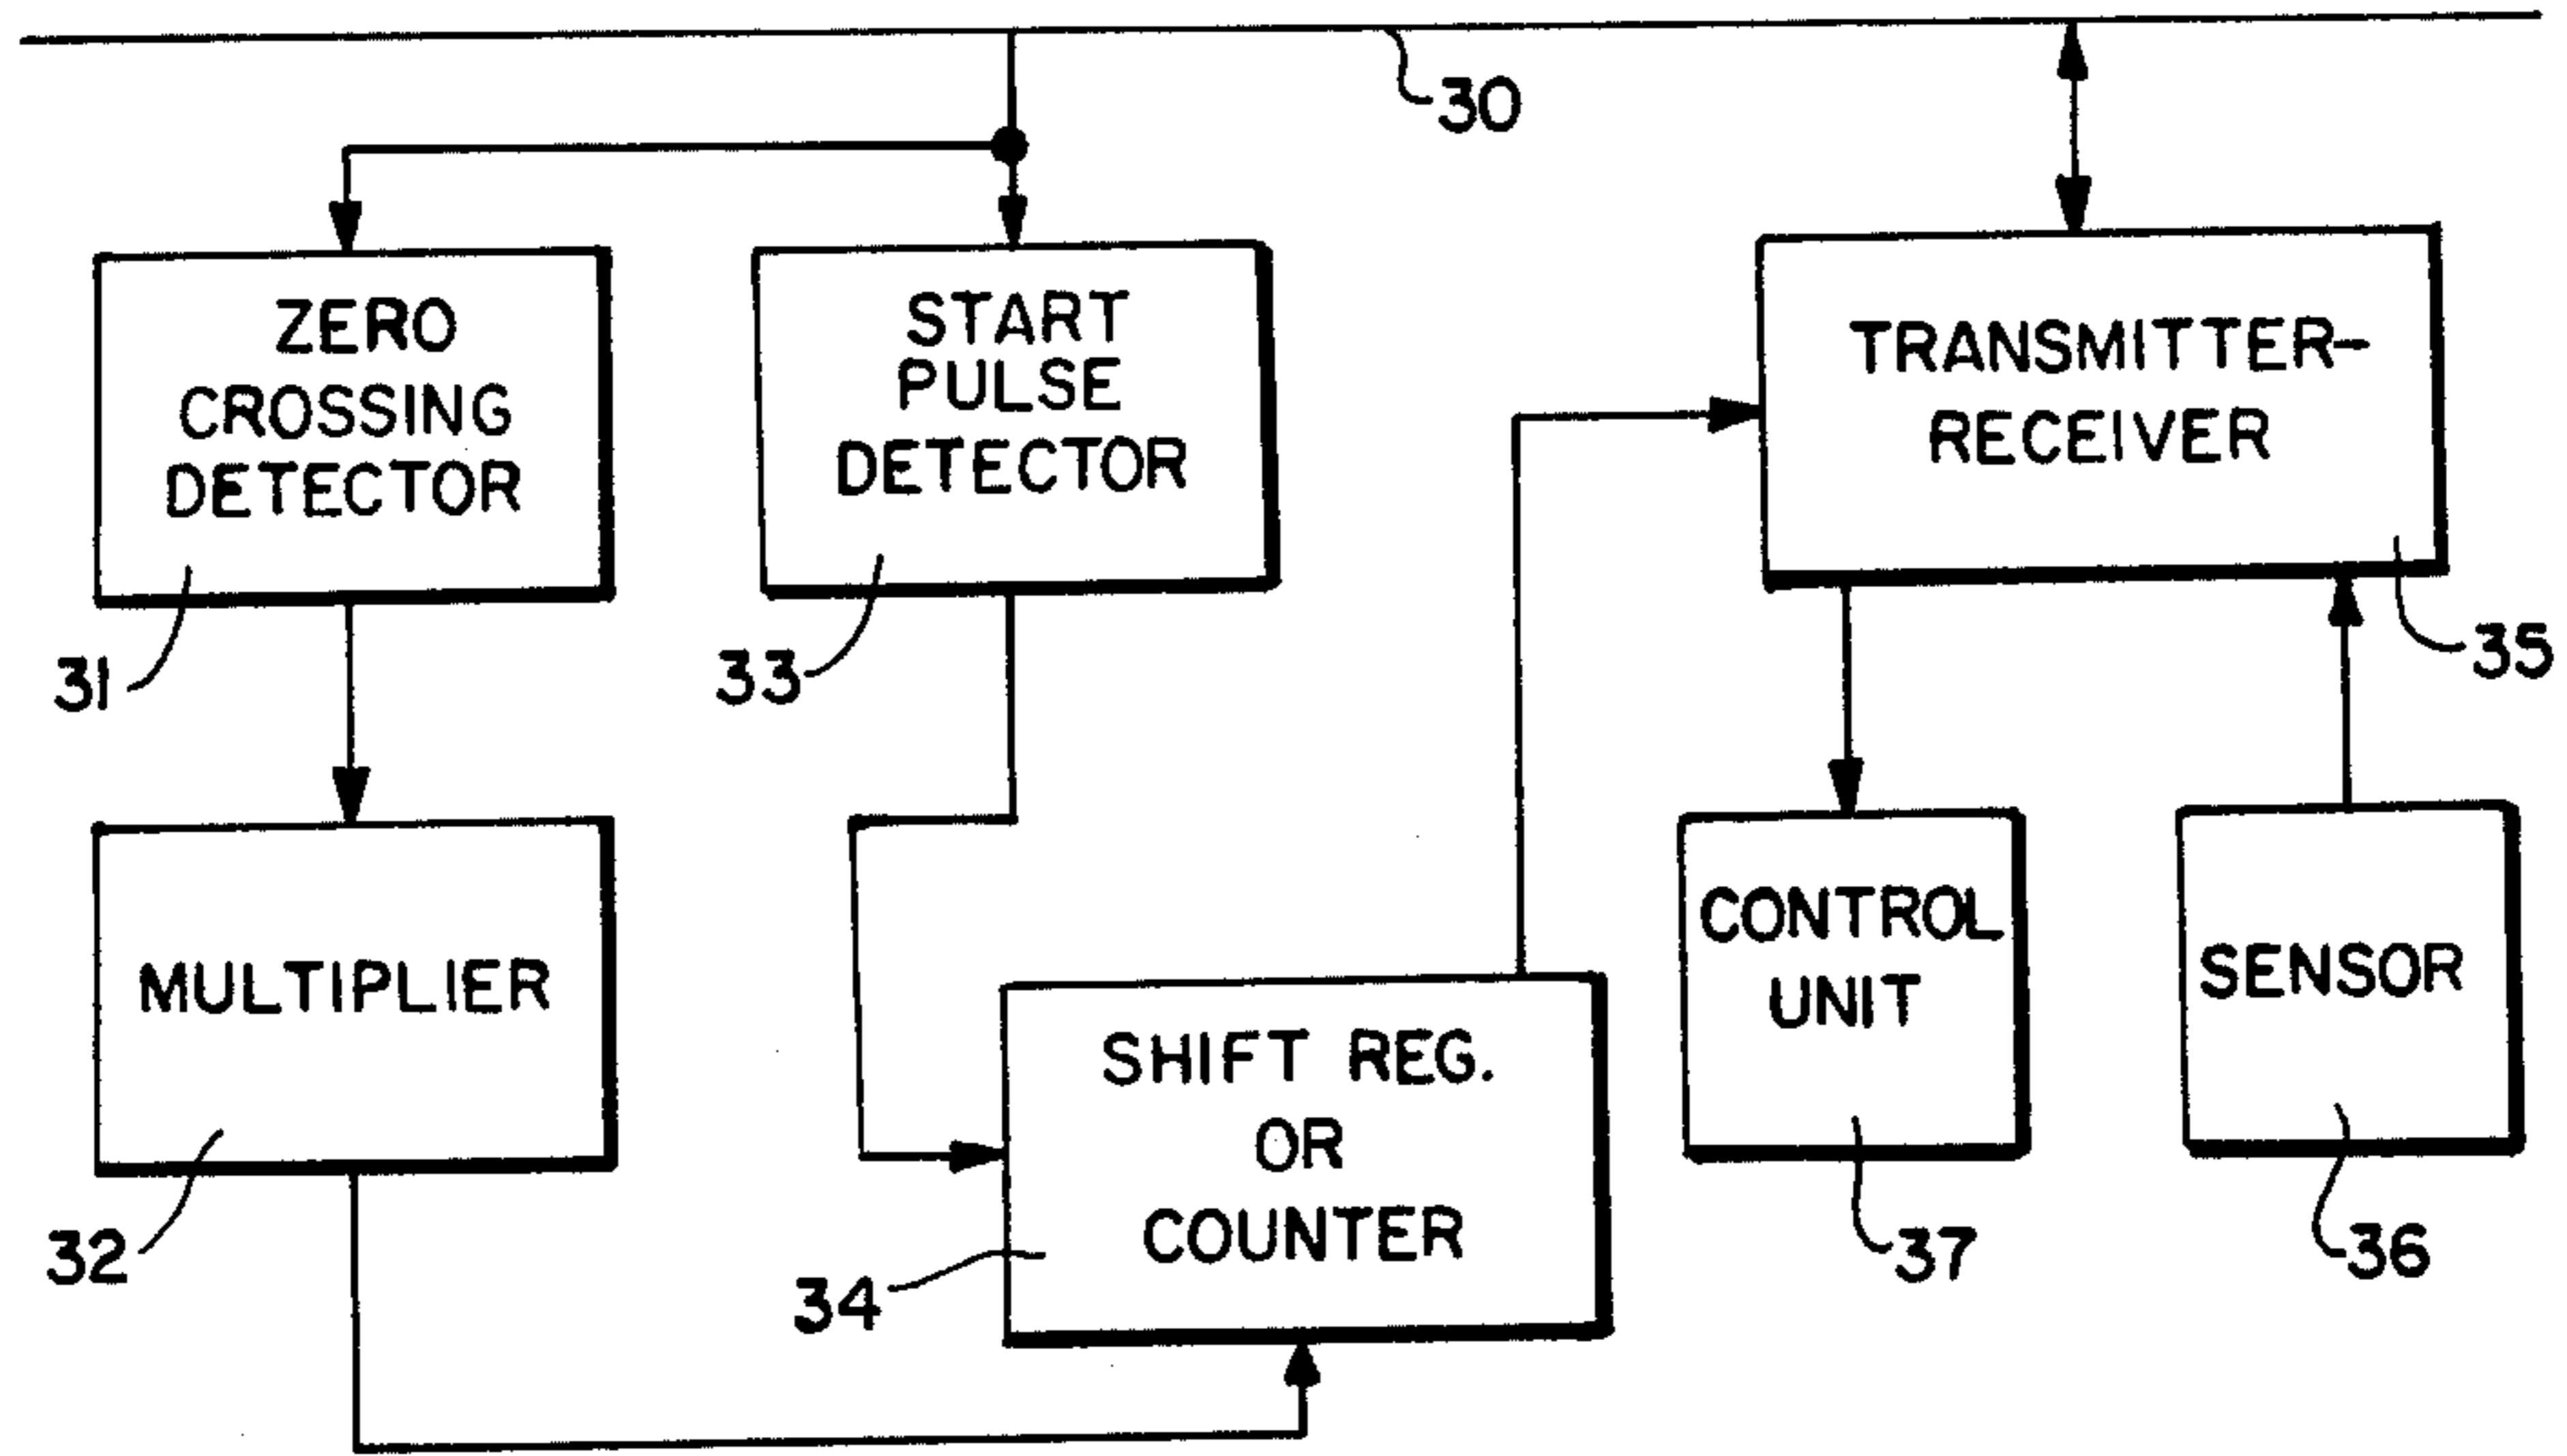 30
ZERO
CROSSING
DETECTOR
31
START
PULSE
DETECTOR
33
TRANSMITTER-
RECEIVER
35
MULTIPLIER
32
SHIFT REG.
OR
COUNTER
34
CONTROL
UNIT
37
SENSOR
36